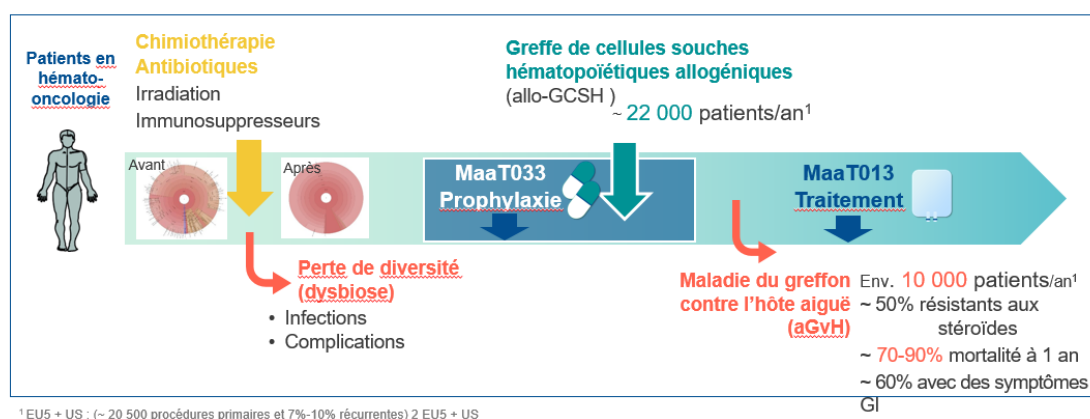 Patients en
hémato-
oncologie
Chimiothérapie
Antibiotiques
Irradiation
Immunosuppresseurs
Avant
Après
Perte de diversité
(dysbiose)
• Infections
• Complications
Greffe de cellules souches
hématopoïétiques allogéniques
(allo-GCSH )
~ 22 000 patients/an¹
MaaT033
Prophylaxie
MaaT013
Traitement
Maladie du greffon
contre l'hôte aiguë
(aGvH)
Env. 10 000 patients/an¹
~ 50% résistants aux
stéroïdes
~ 70-90% mortalité à 1 an
~ 60% avec des symptômes
GI
¹ EU5 + US : (~ 20 500 procédures primaires et 7%-10% récurrentes) 2 EU5 + US